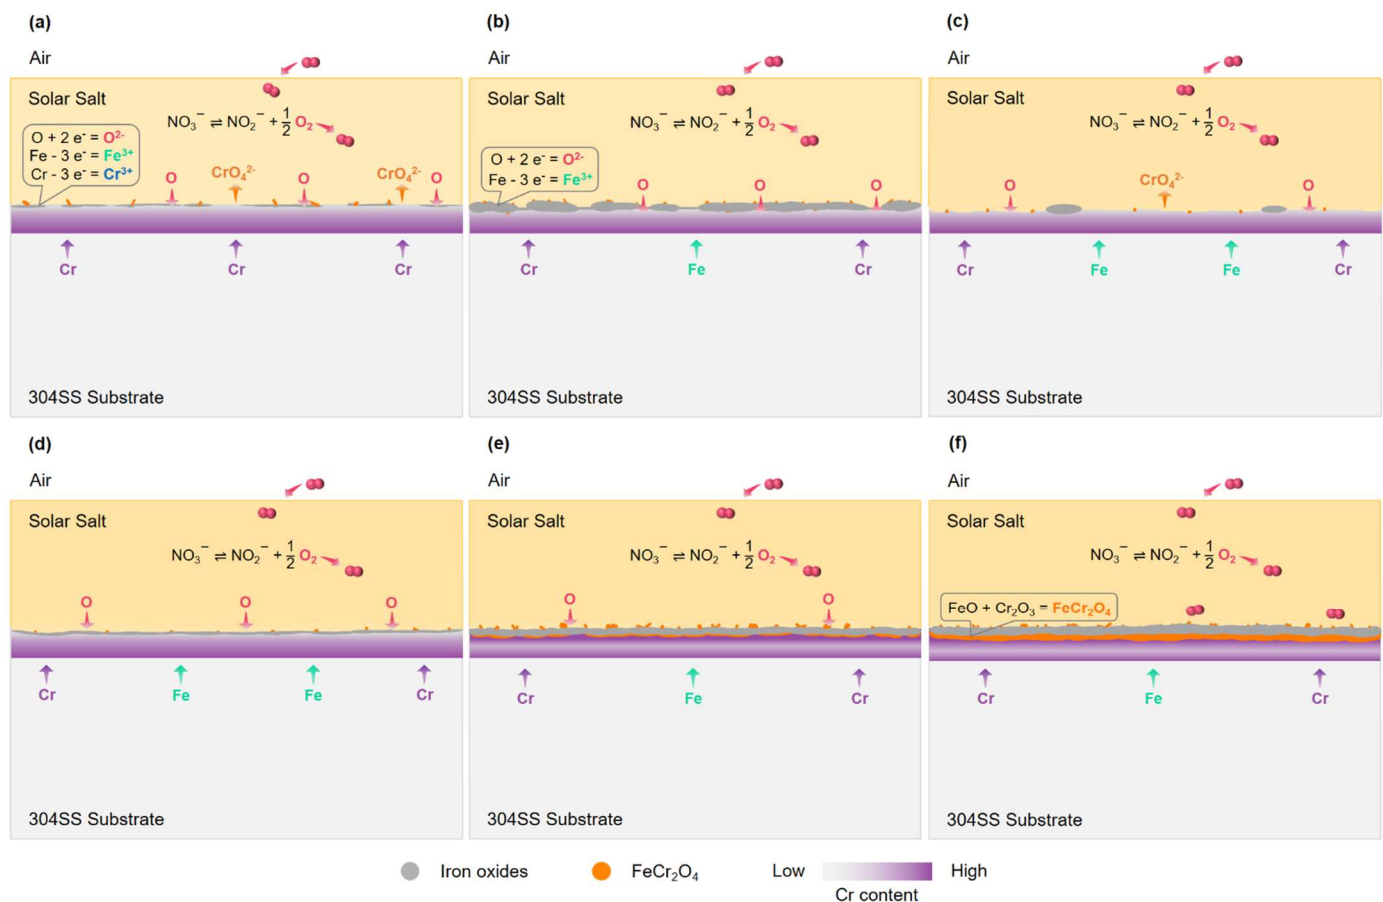 (a)
Air
Solar Salt
NO₃⁻ ⇌ NO₂⁻ + 1/2 O₂
O + 2 e⁻ = O²⁻
Fe - 3 e⁻ = Fe³⁺
Cr - 3 e⁻ = Cr³⁺
O CrO₄²⁻ O CrO₄²⁻ O
Cr Cr Cr
304SS Substrate
(b)
Air
Solar Salt
NO₃⁻ ⇌ NO₂⁻ + 1/2 O₂
O + 2 e⁻ = O²⁻
Fe - 3 e⁻ = Fe³⁺
O O O
Cr Fe Cr
304SS Substrate
(c)
Air
Solar Salt
NO₃⁻ ⇌ NO₂⁻ + 1/2 O₂
O CrO₄²⁻ O
Cr Fe Fe Cr
304SS Substrate
(d)
Air
Solar Salt
NO₃⁻ ⇌ NO₂⁻ + 1/2 O₂
O O O
Cr Fe Fe Cr
304SS Substrate
(e)
Air
Solar Salt
NO₃⁻ ⇌ NO₂⁻ + 1/2 O₂
O O
Cr Fe Cr
304SS Substrate
(f)
Air
Solar Salt
NO₃⁻ ⇌ NO₂⁻ + 1/2 O₂
FeO + Cr₂O₃ = FeCr₂O₄
Cr Fe Cr
304SS Substrate
Iron oxides FeCr₂O₄ Low High
Cr content